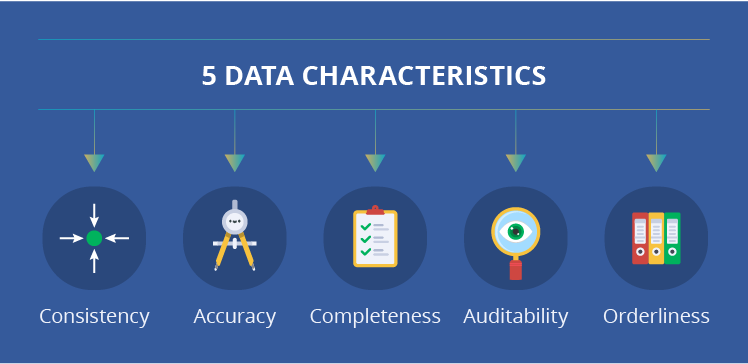 5 DATA CHARACTERISTICS
Consistency Accuracy Completeness Auditability Orderliness